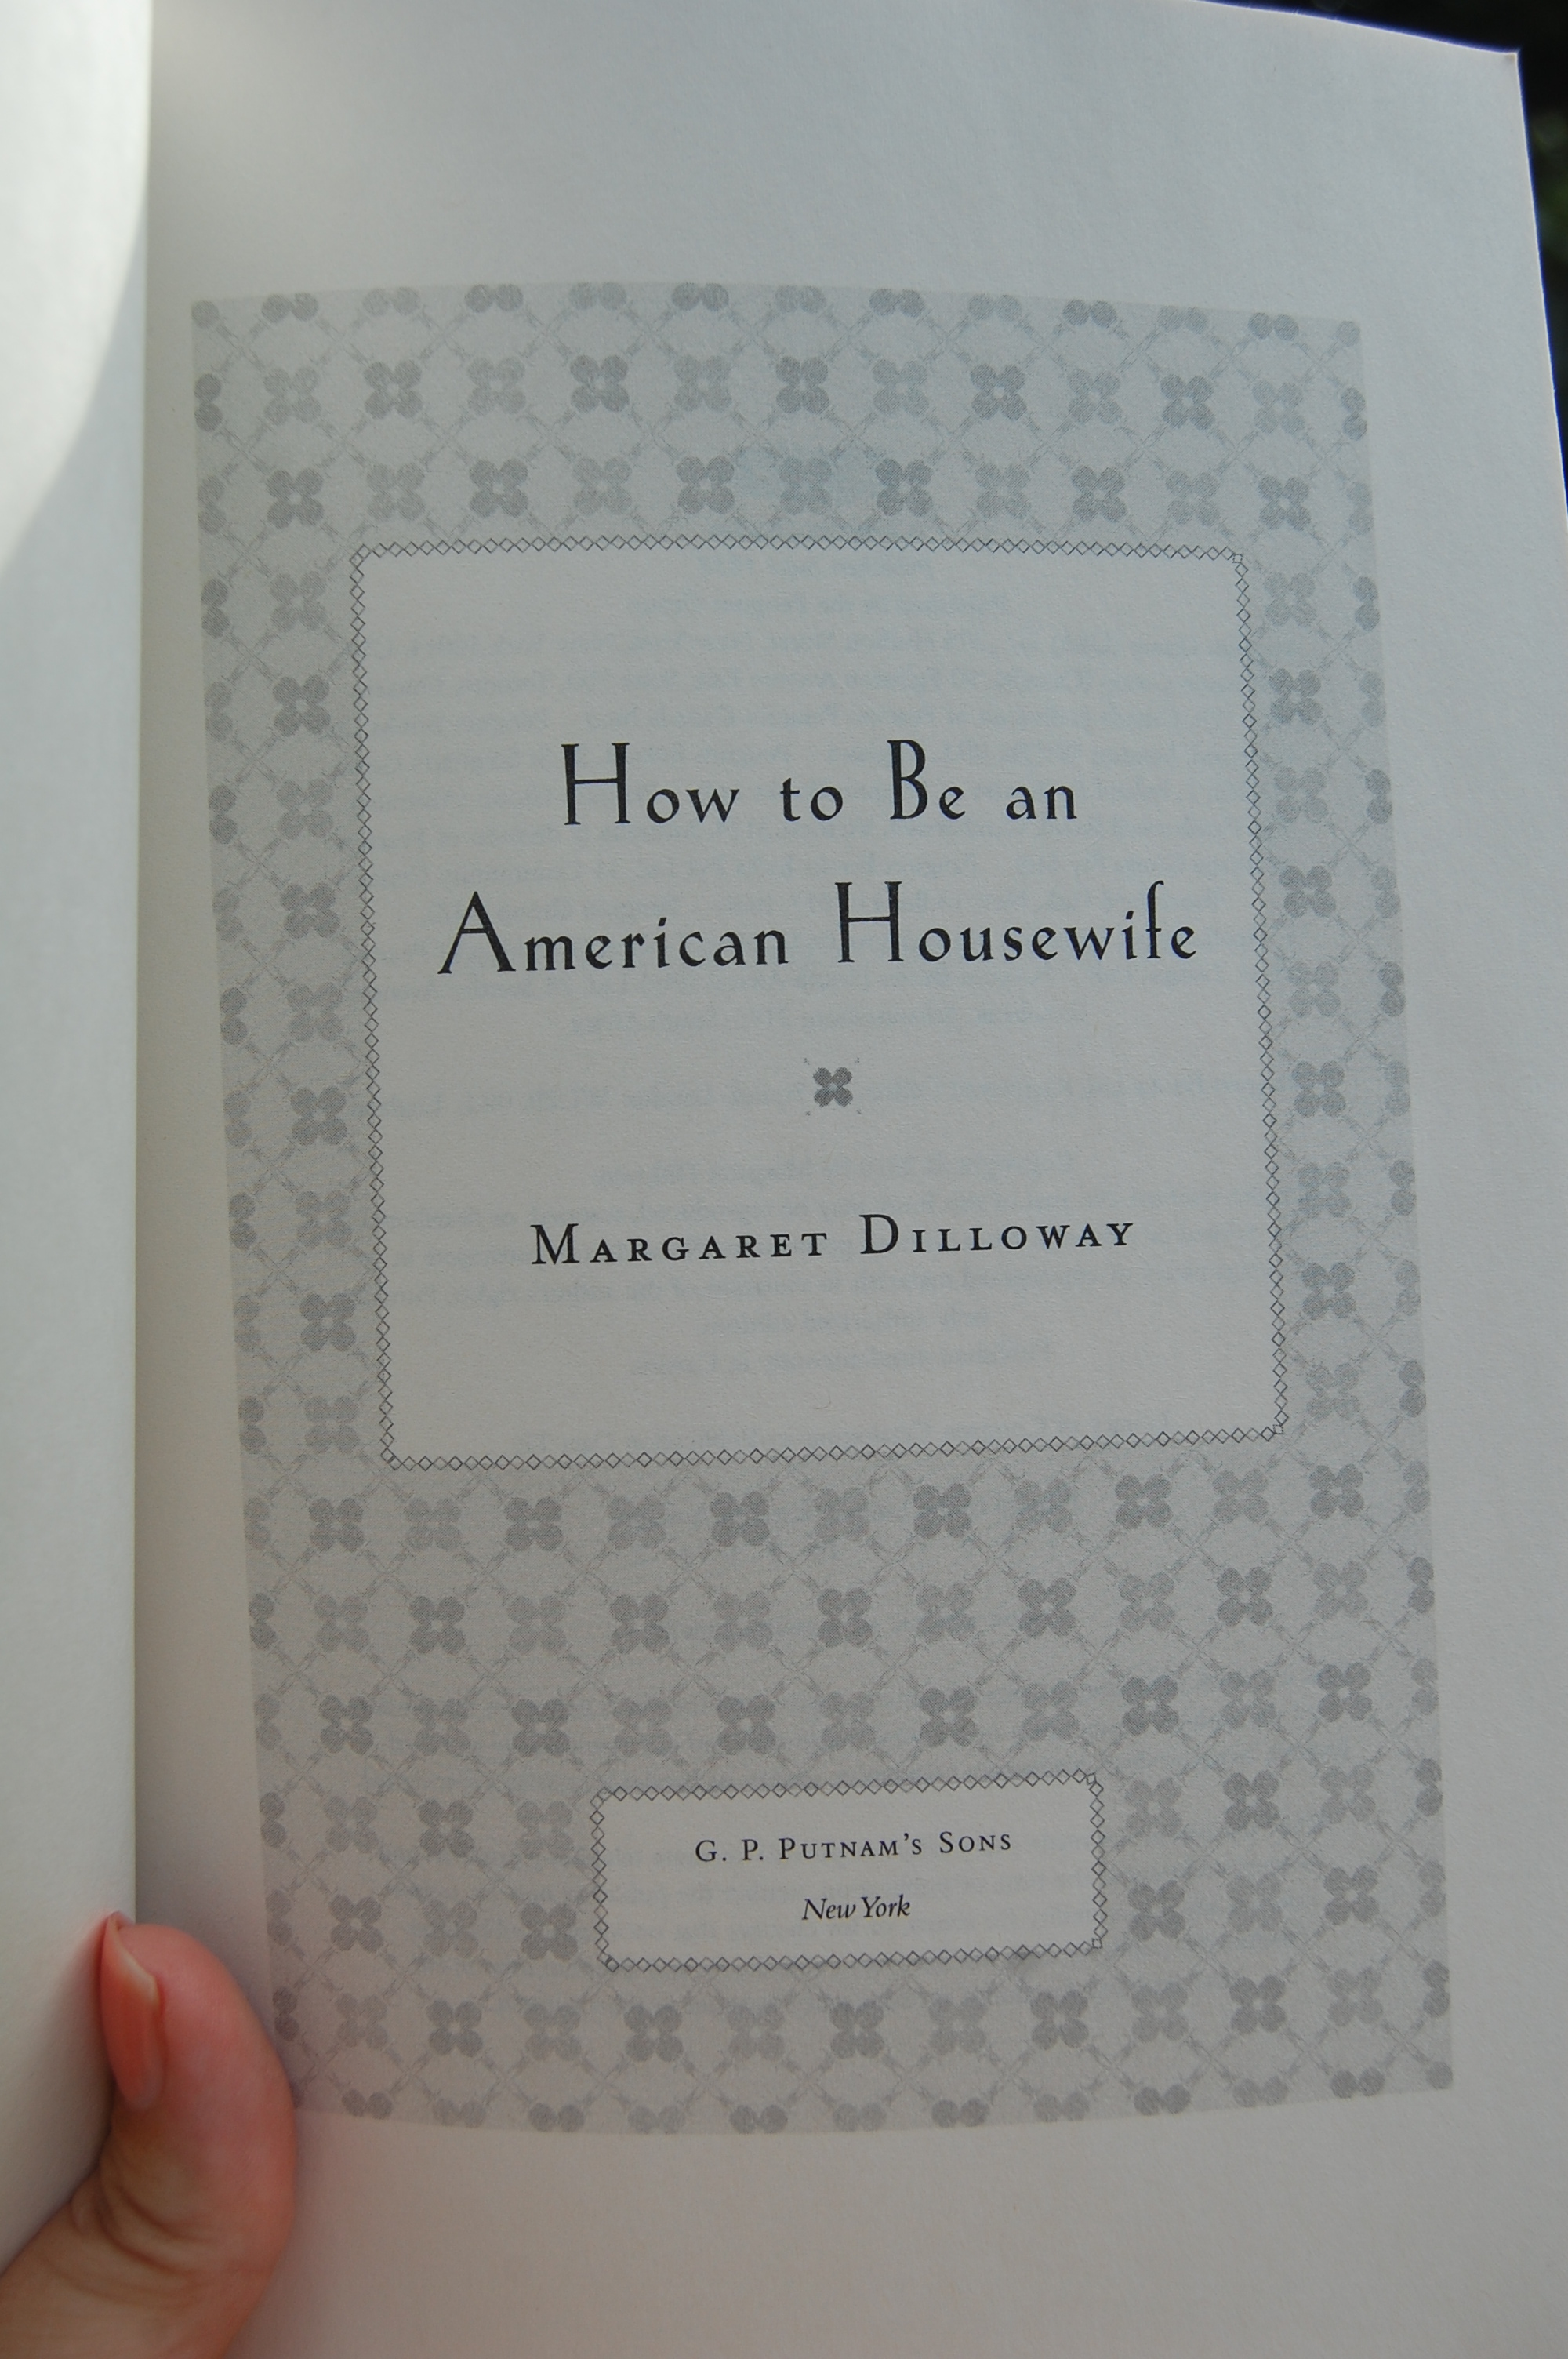 How to Be an
American Housewife
Margaret Dilloway
G. P. Putnam's Sons
New York